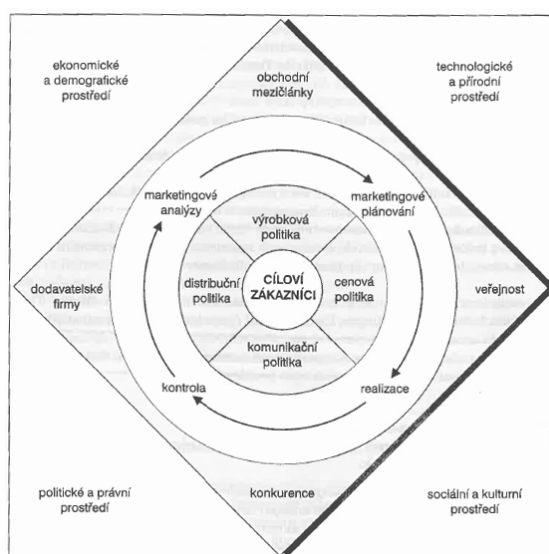 ekonomické
a demografické
prostředí
obchodní
mezičlánky
technologické
a přírodní
prostředí
marketingové
analýzy
marketingové
plánování
výrobková
politika
dodavatelské
firmy
distribuční
politika
CÍLOVÍ
ZÁKAZNÍCI
cenová
politika
veřejnost
komunikační
politika
kontrola
realizace
politické a právní
prostředí
konkurence
sociální a kulturní
prostředí